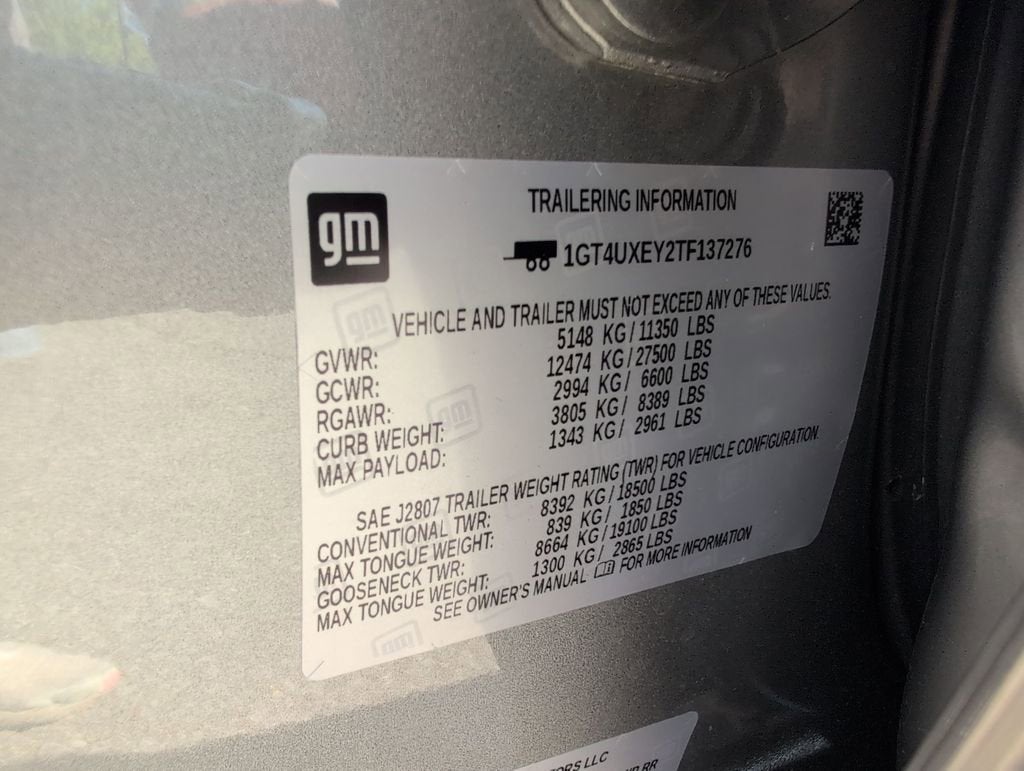 gm
TRAILERING INFORMATION
1GT4UXEY2TF137276
VEHICLE AND TRAILER MUST NOT EXCEED ANY OF THESE VALUES.
GVWR: 5148 KG / 11350 LBS
GCWR: 12474 KG / 27500 LBS
RGAWR: 2994 KG / 6600 LBS
CURB WEIGHT: 3805 KG / 8389 LBS
MAX PAYLOAD: 1343 KG / 2961 LBS
SAE J2807 TRAILER WEIGHT RATING (TWR) FOR VEHICLE CONFIGURATION.
CONVENTIONAL TWR: 8392 KG / 18500 LBS
MAX TONGUE WEIGHT: 839 KG / 1850 LBS
GOOSENECK TWR: 8664 KG / 19100 LBS
MAX TONGUE WEIGHT: 1300 KG / 2865 LBS
SEE OWNER'S MANUAL FOR MORE INFORMATION
LLC
RR